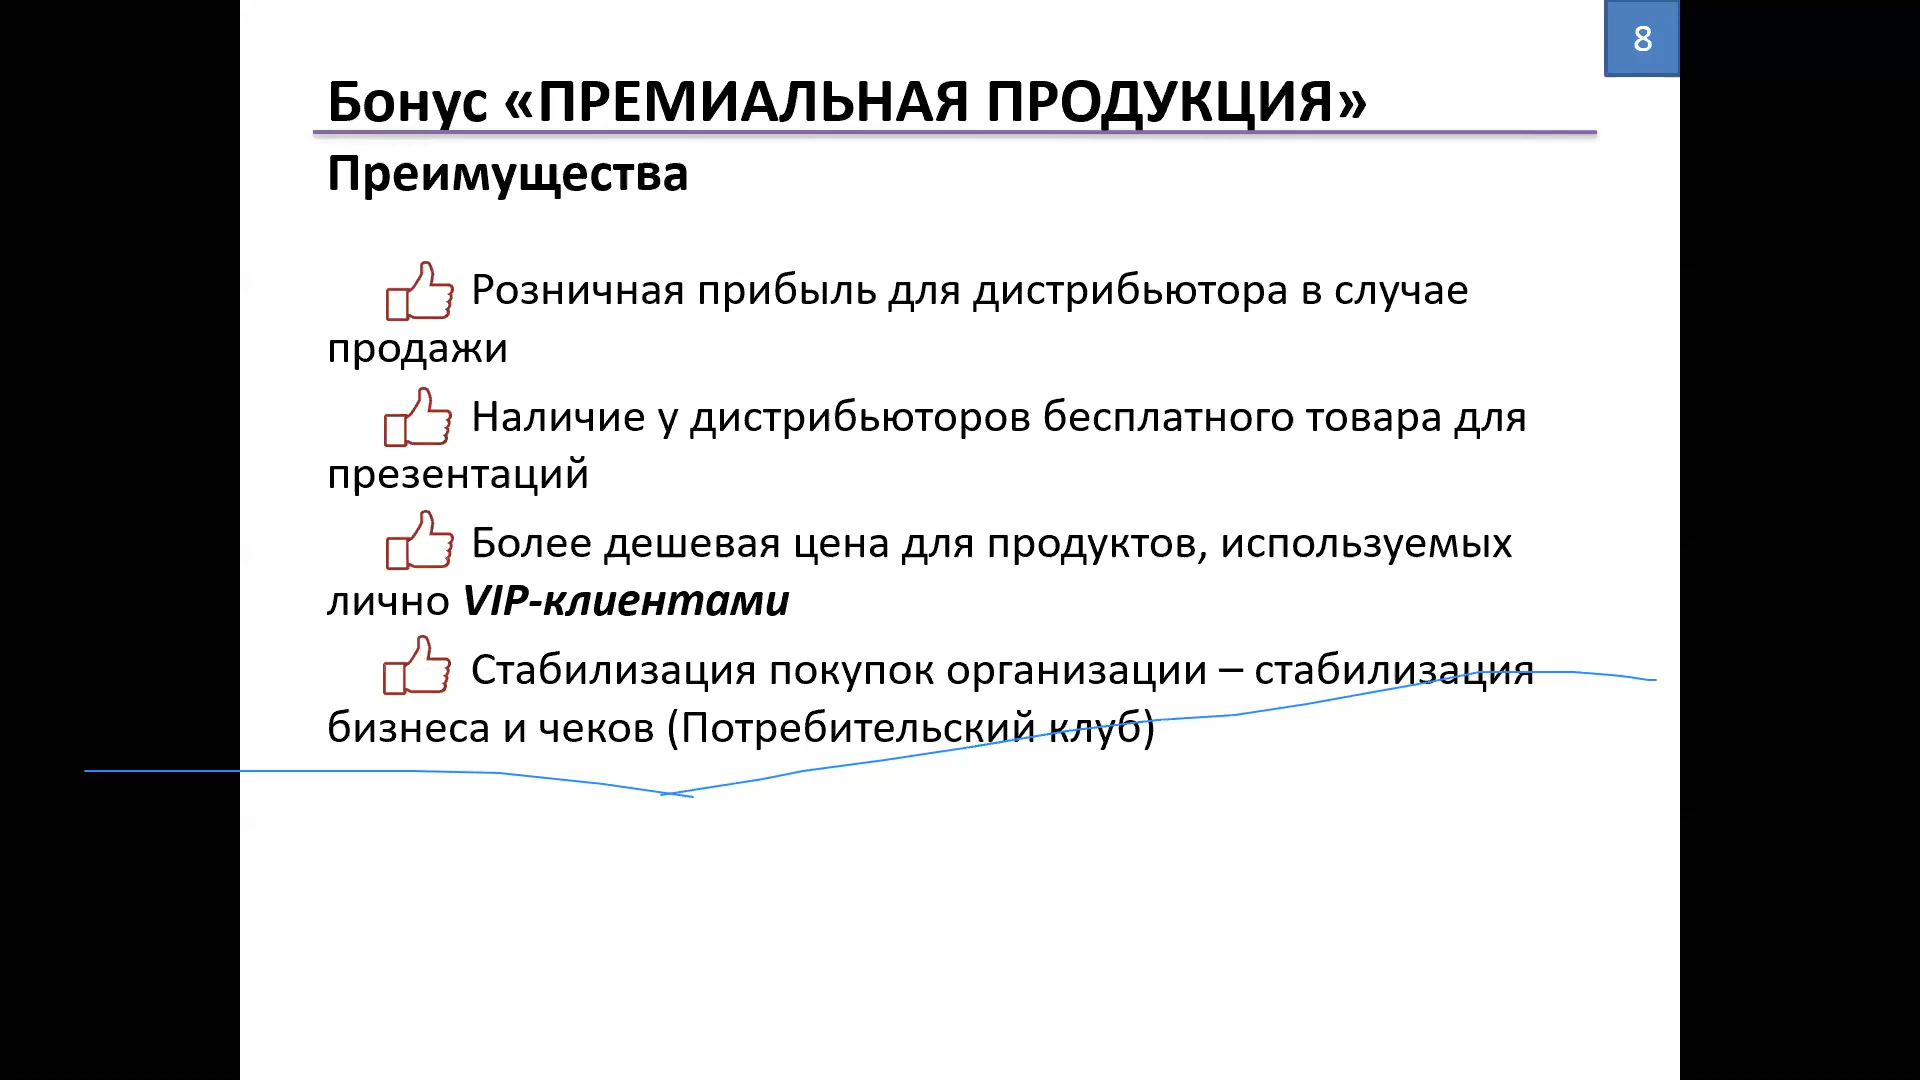 8
Бонус «ПРЕМИАЛЬНАЯ ПРОДУКЦИЯ»
Преимущества
Розничная прибыль для дистрибьютора в случае
продажи
Наличие у дистрибьюторов бесплатного товара для
презентаций
Более дешевая цена для продуктов, используемых
лично VIP-клиентами
Стабилизация покупок организации – стабилизация
бизнеса и чеков (Потребительский клуб)